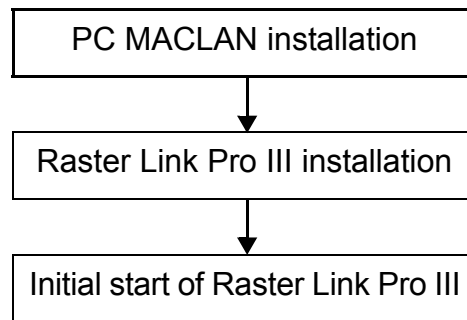 PC MACLAN installation
Raster Link Pro III installation
Initial start of Raster Link Pro III